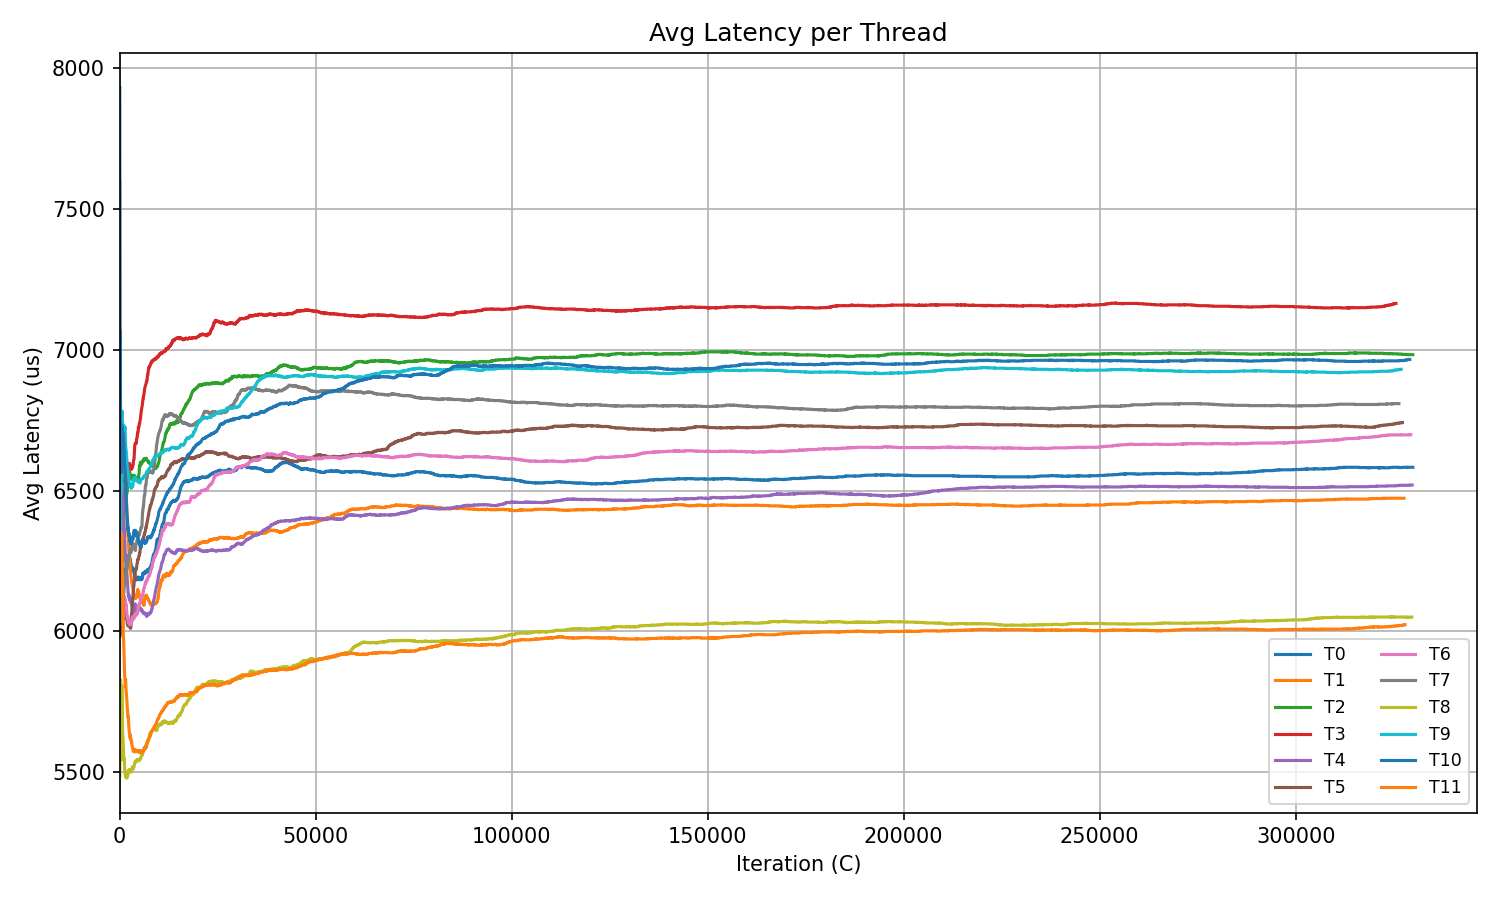 Avg Latency per Thread
Avg Latency (us)
8000
7500
7000
6500
6000
5500
0 50000 100000 150000 200000 250000 300000
Iteration (C)
T0 T6
T1 T7
T2 T8
T3 T9
T4 T10
T5 T11